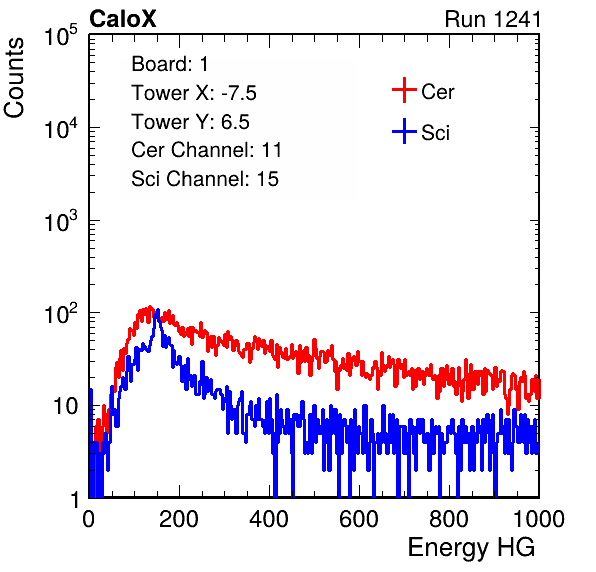 CaloX Run 1241
Counts
10^5
10^4
10^3
10^2
10
1
Board: 1
Tower X: -7.5
Tower Y: 6.5
Cer Channel: 11
Sci Channel: 15
Cer
Sci
0 200 400 600 800 1000
Energy HG